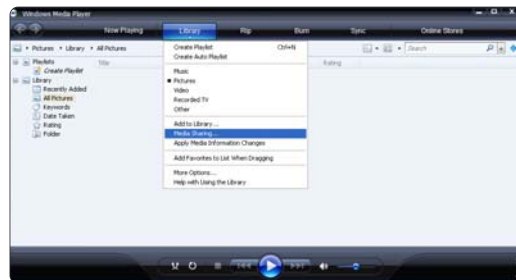 Windows Media Player
Now Playing Library Rip Burn Sync Online Stores
Pictures Library All Pictures
Search
Playlists
Create Playlist
Library
Recently Added
All Pictures
Keywords
Date Taken
Rating
Folder
Title
Rating
Create Playlist Ctrl+N
Create Auto Playlist
Music
Pictures
Video
Recorded TV
Other
Add to Library...
Media Sharing...
Apply Media Information Changes
Add Favorites to List When Dragging
More Options...
Help with Using the Library